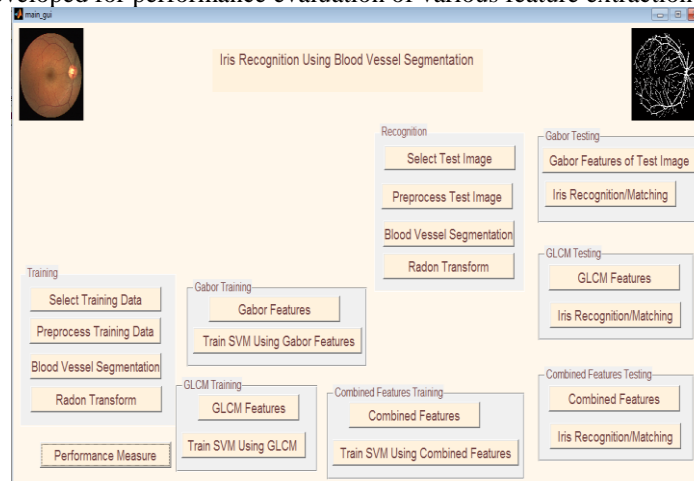 veloped for performance evaluation of various feature extraction
main_gui
Iris Recognition Using Blood Vessel Segmentation
Recognition
Select Test Image
Preprocess Test Image
Blood Vessel Segmentation
Radon Transform
Gabor Testing
Gabor Features of Test Image
Iris Recognition/Matching
GLCM Testing
GLCM Features
Iris Recognition/Matching
Combined Features Testing
Combined Features
Iris Recognition/Matching
Training
Select Training Data
Preprocess Training Data
Blood Vessel Segmentation
Radon Transform
Gabor Training
Gabor Features
Train SVM Using Gabor Features
GLCM Training
GLCM Features
Train SVM Using GLCM
Combined Features Training
Combined Features
Train SVM Using Combined Features
Performance Measure